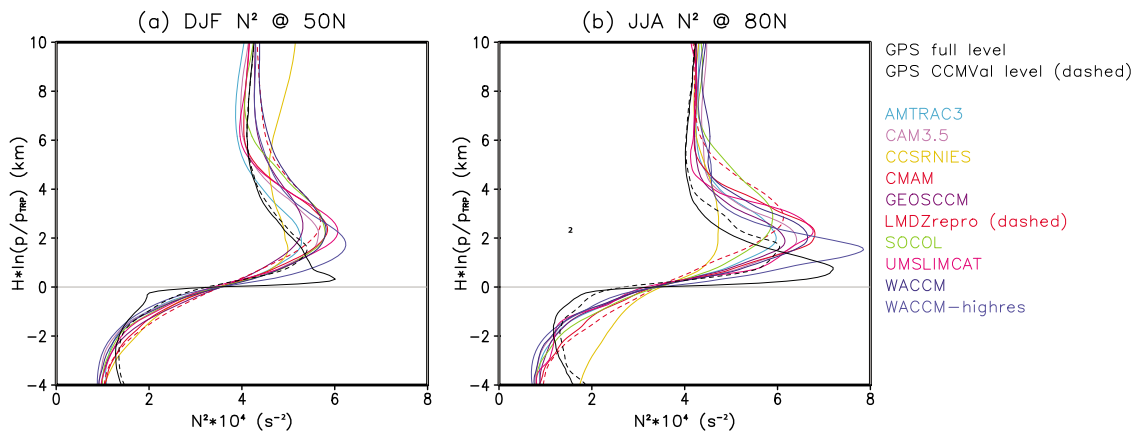 (a) DJF N² @ 50N
(b) JJA N² @ 80N
10
8
6
4
2
0
−2
−4
H*ln(p/pTRP) (km)
0
2
4
6
8
N²*10⁴ (s⁻²)
10
8
6
4
2
0
−2
−4
H*ln(p/pTRP) (km)
2
0
2
4
6
8
N²*10⁴ (s⁻²)
GPS full level
GPS CCMVal level (dashed)
AMTRAC3
CAM3.5
CCSRNIES
CMAM
GEOSCCM
LMDZrepro (dashed)
SOCOL
UMSLIMCAT
WACCM
WACCM−highres